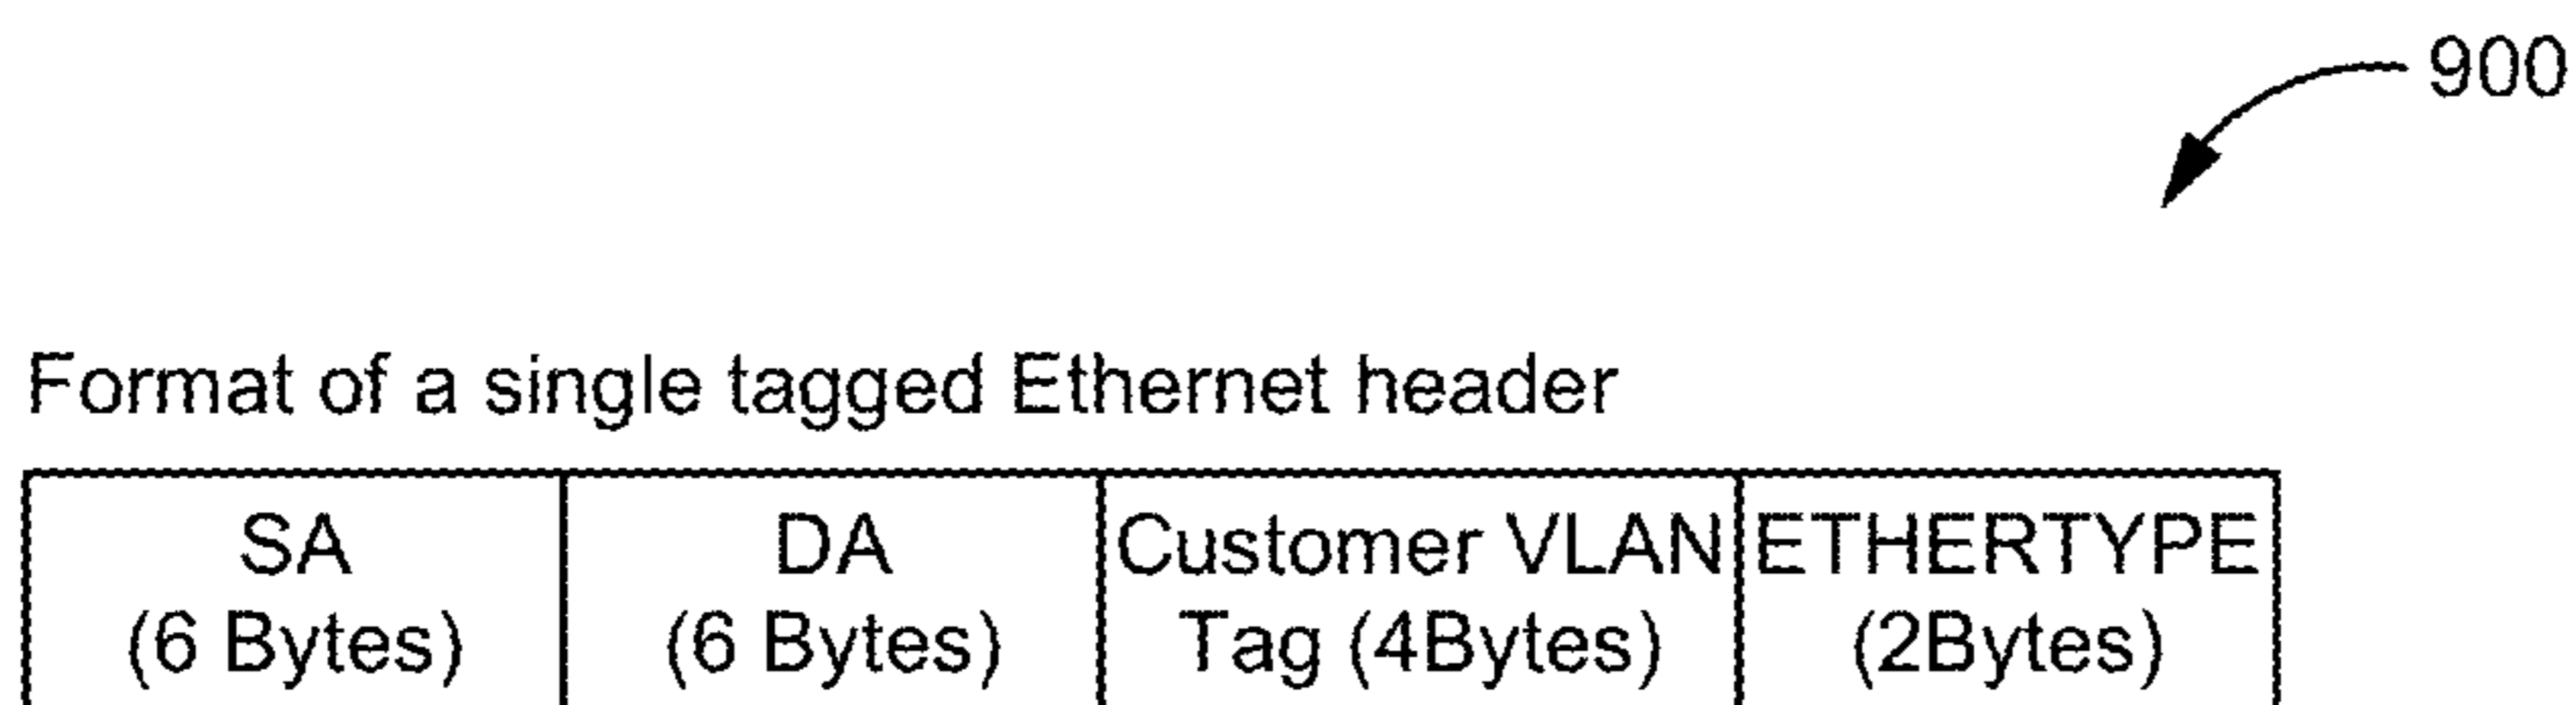 900
Format of a single tagged Ethernet header
SA
(6 Bytes)
DA
(6 Bytes)
Customer VLAN
Tag (4Bytes)
ETHERTYPE
(2Bytes)